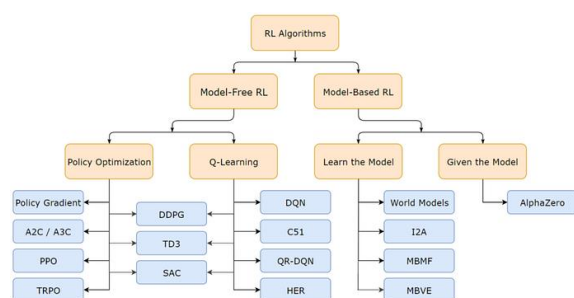 RL Algorithms
Model-Free RL
Model-Based RL
Policy Optimization
Q-Learning
Learn the Model
Given the Model
Policy Gradient
DDPG
DQN
World Models
AlphaZero
A2C / A3C
TD3
C51
I2A
PPO
SAC
QR-DQN
MBMF
TRPO
HER
MBVE